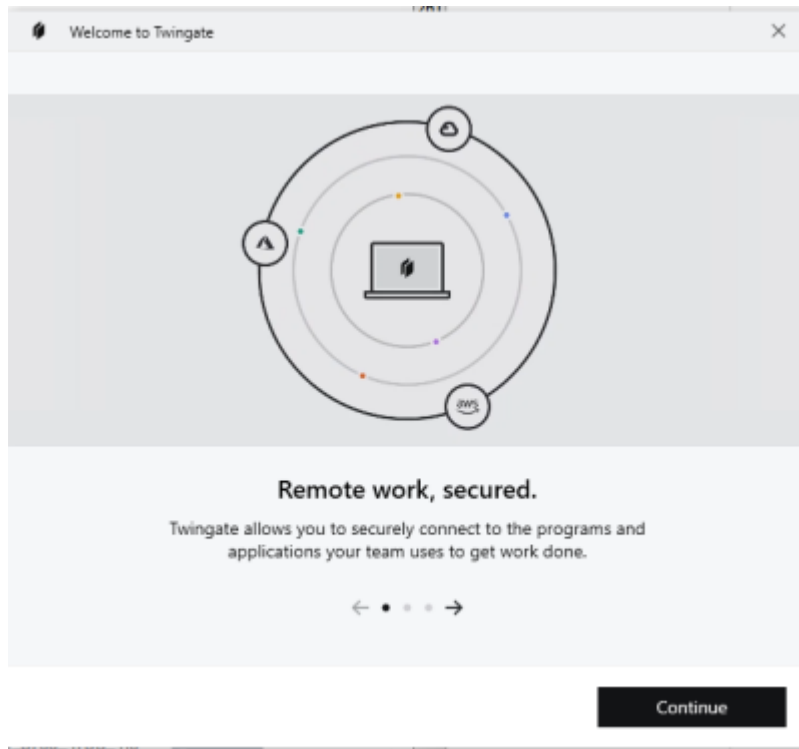 Welcome to Twingate
aws
Remote work, secured.
Twingate allows you to securely connect to the programs and
applications your team uses to get work done.
Continue